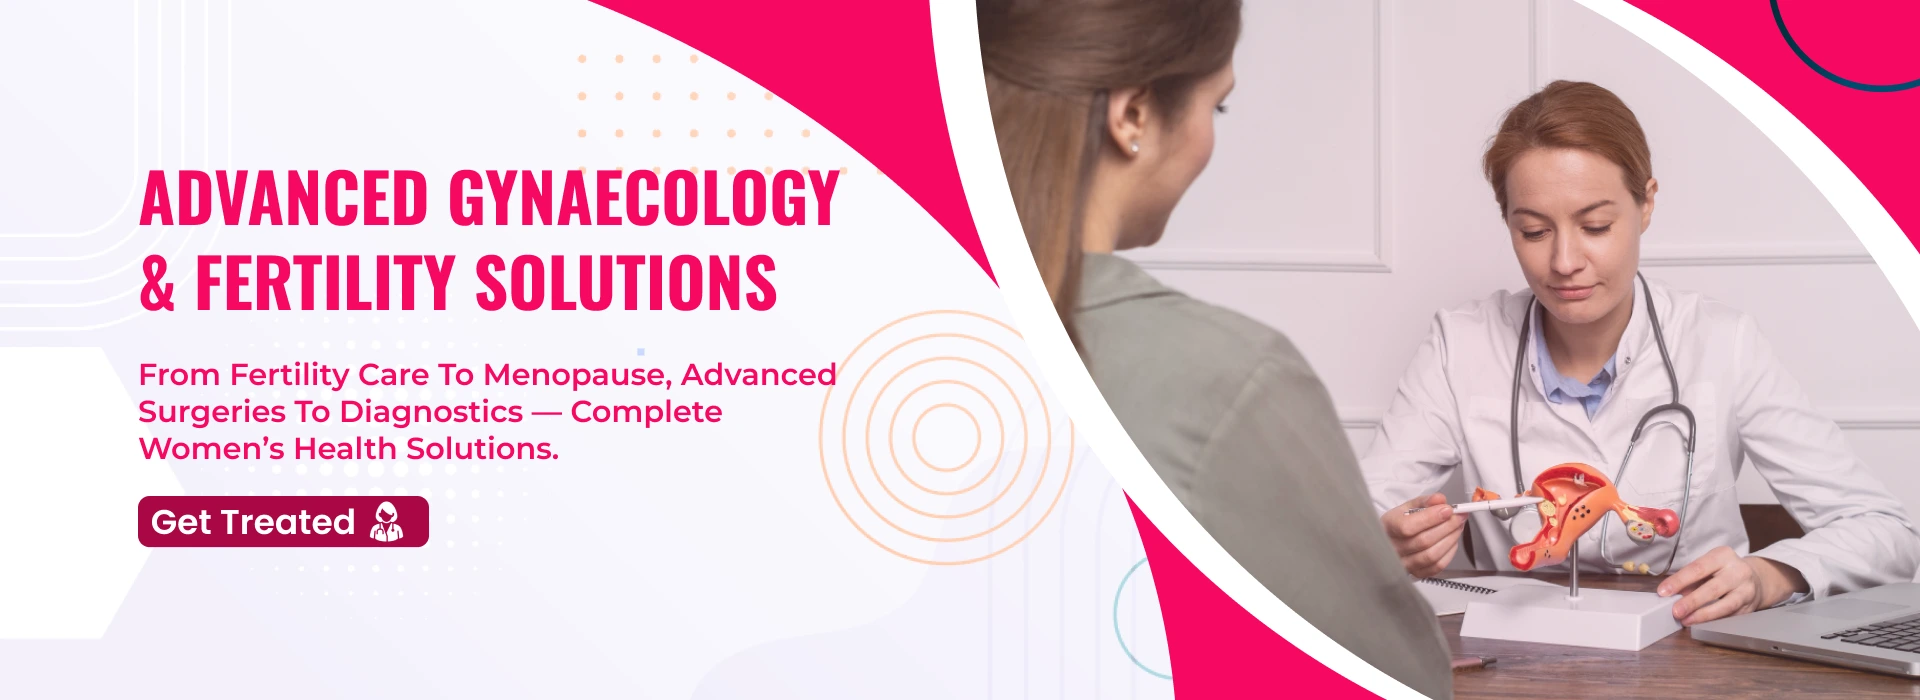 ADVANCED GYNAECOLOGY
& FERTILITY SOLUTIONS
From Fertility Care To Menopause, Advanced
Surgeries To Diagnostics — Complete
Women’s Health Solutions.
Get Treated